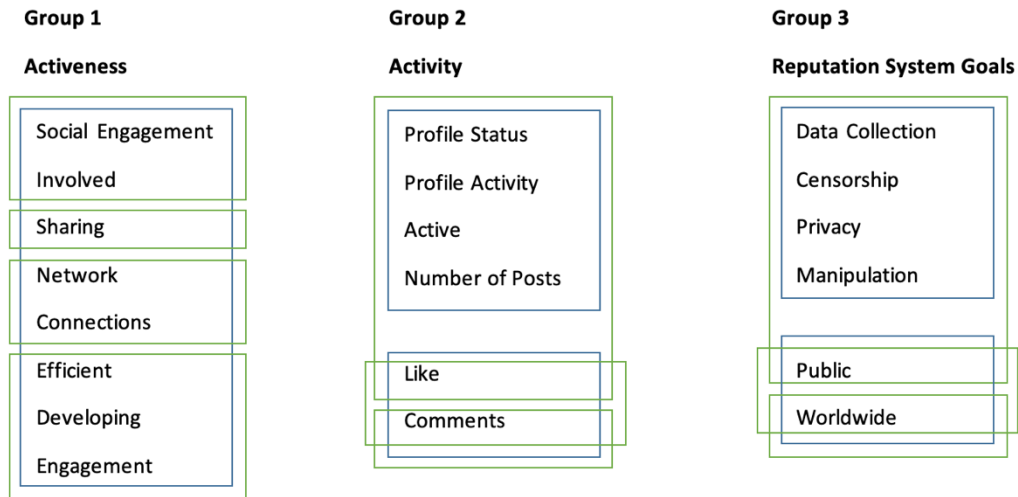 Group 1
Activeness
Social Engagement
Involved
Sharing
Network
Connections
Efficient
Developing
Engagement
Group 2
Activity
Profile Status
Profile Activity
Active
Number of Posts
Like
Comments
Group 3
Reputation System Goals
Data Collection
Censorship
Privacy
Manipulation
Public
Worldwide